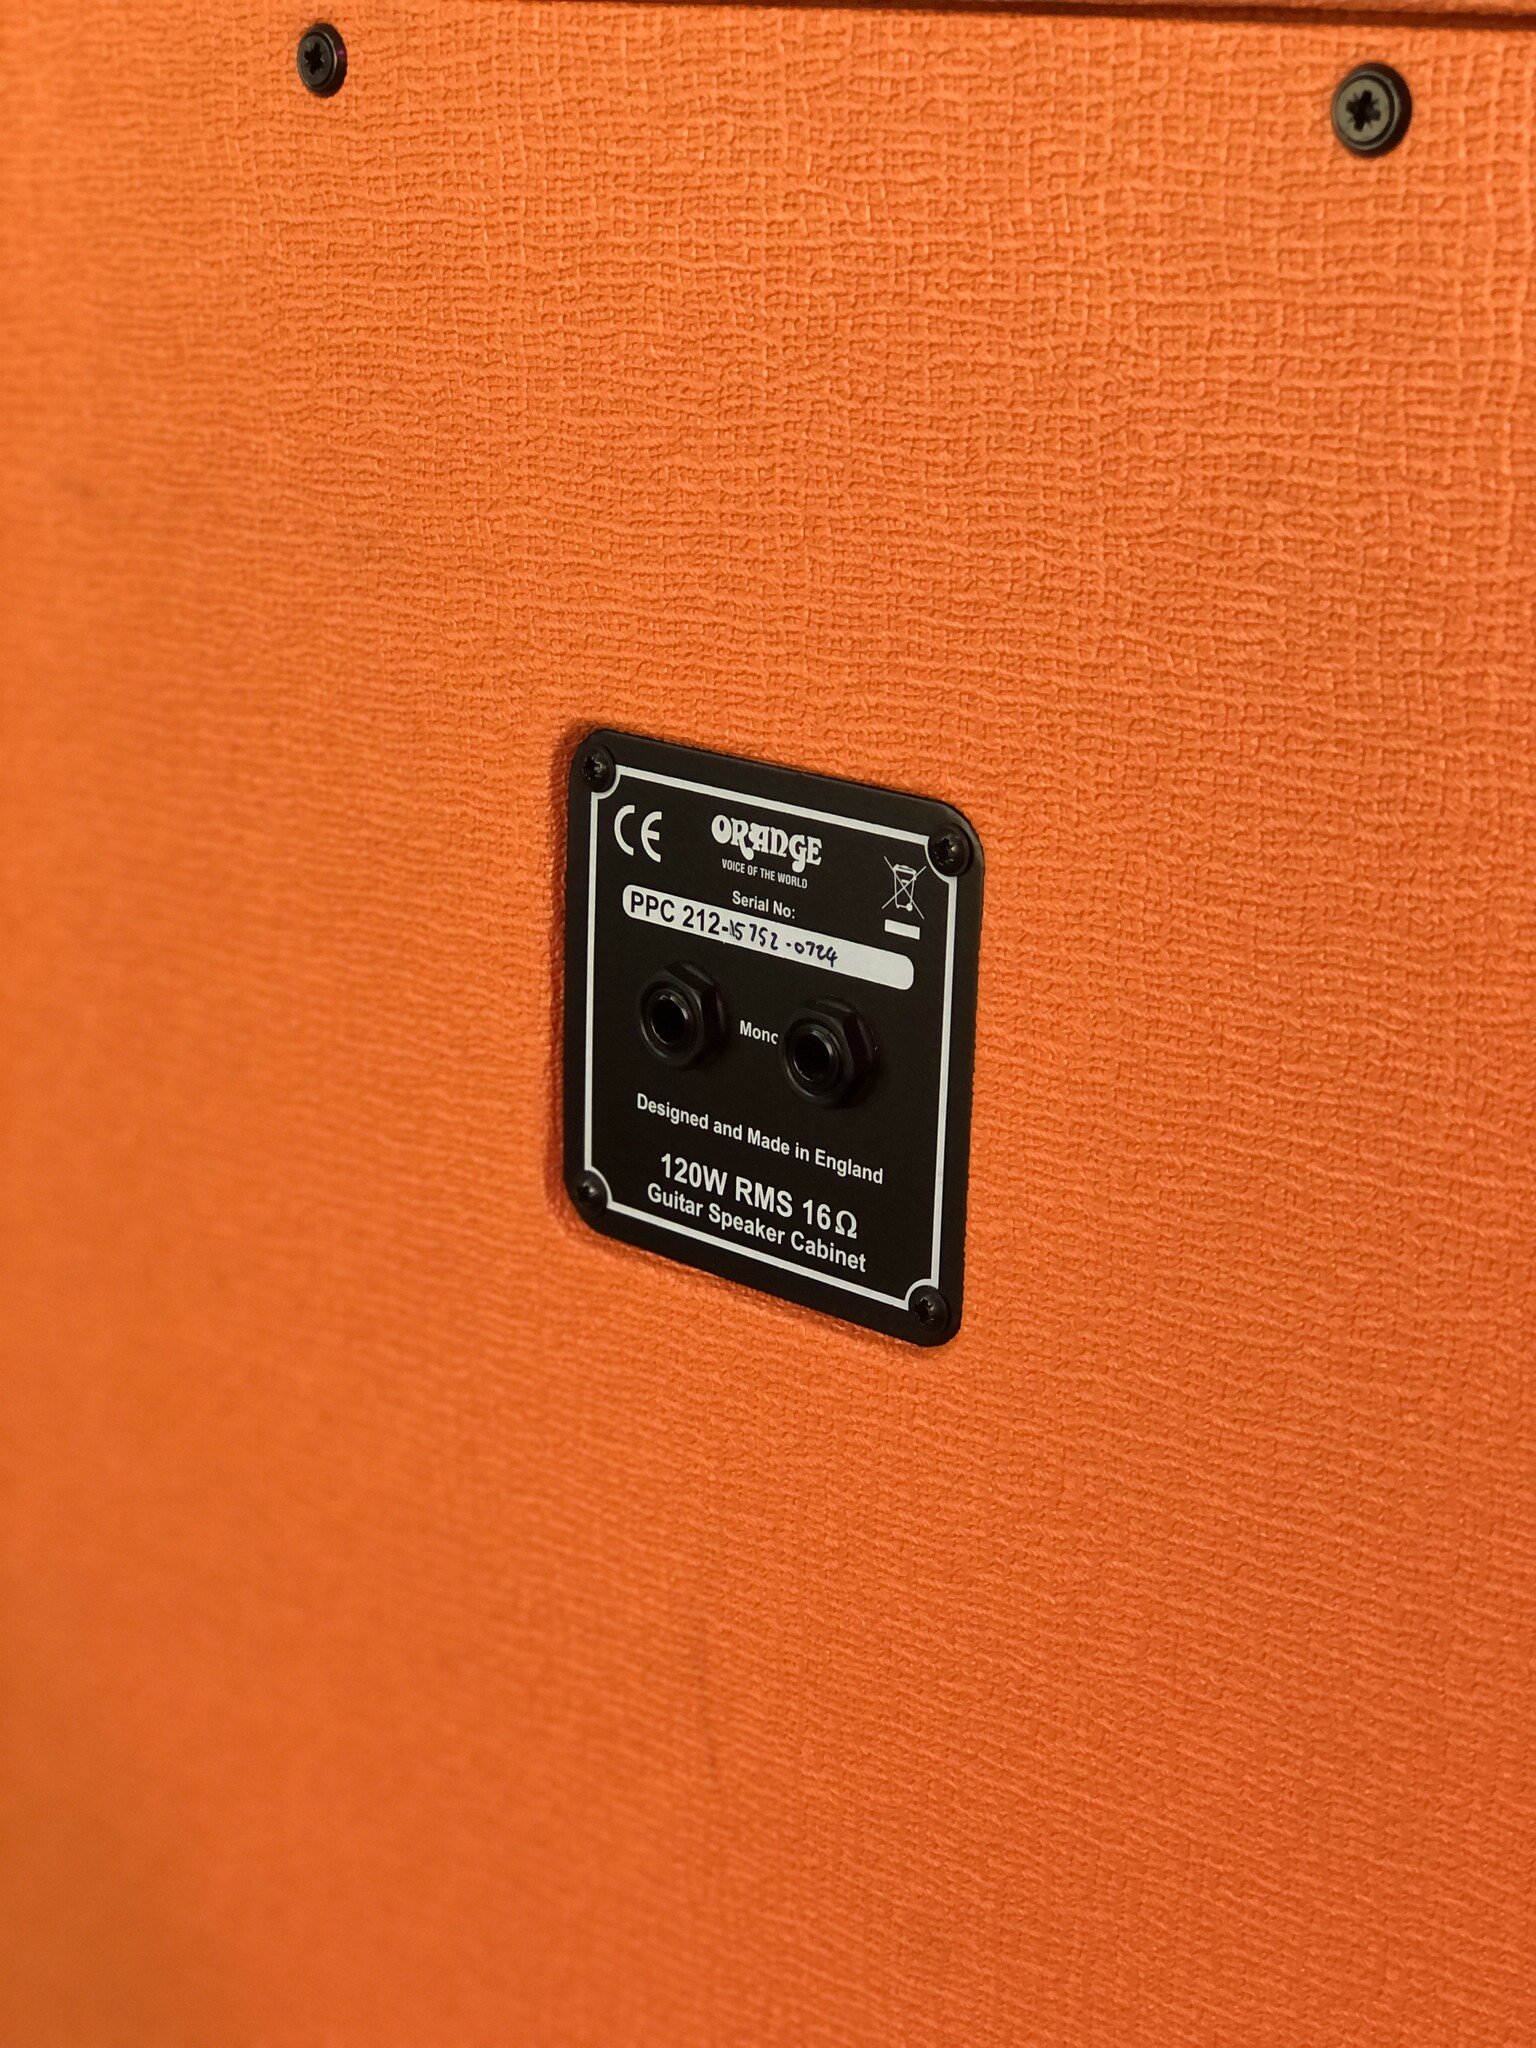 CE
ORANGE
VOICE OF THE WORLD
Serial No:
PPC 212-15752-0724
Mono
Designed and Made in England
120W RMS 16Ω
Guitar Speaker Cabinet